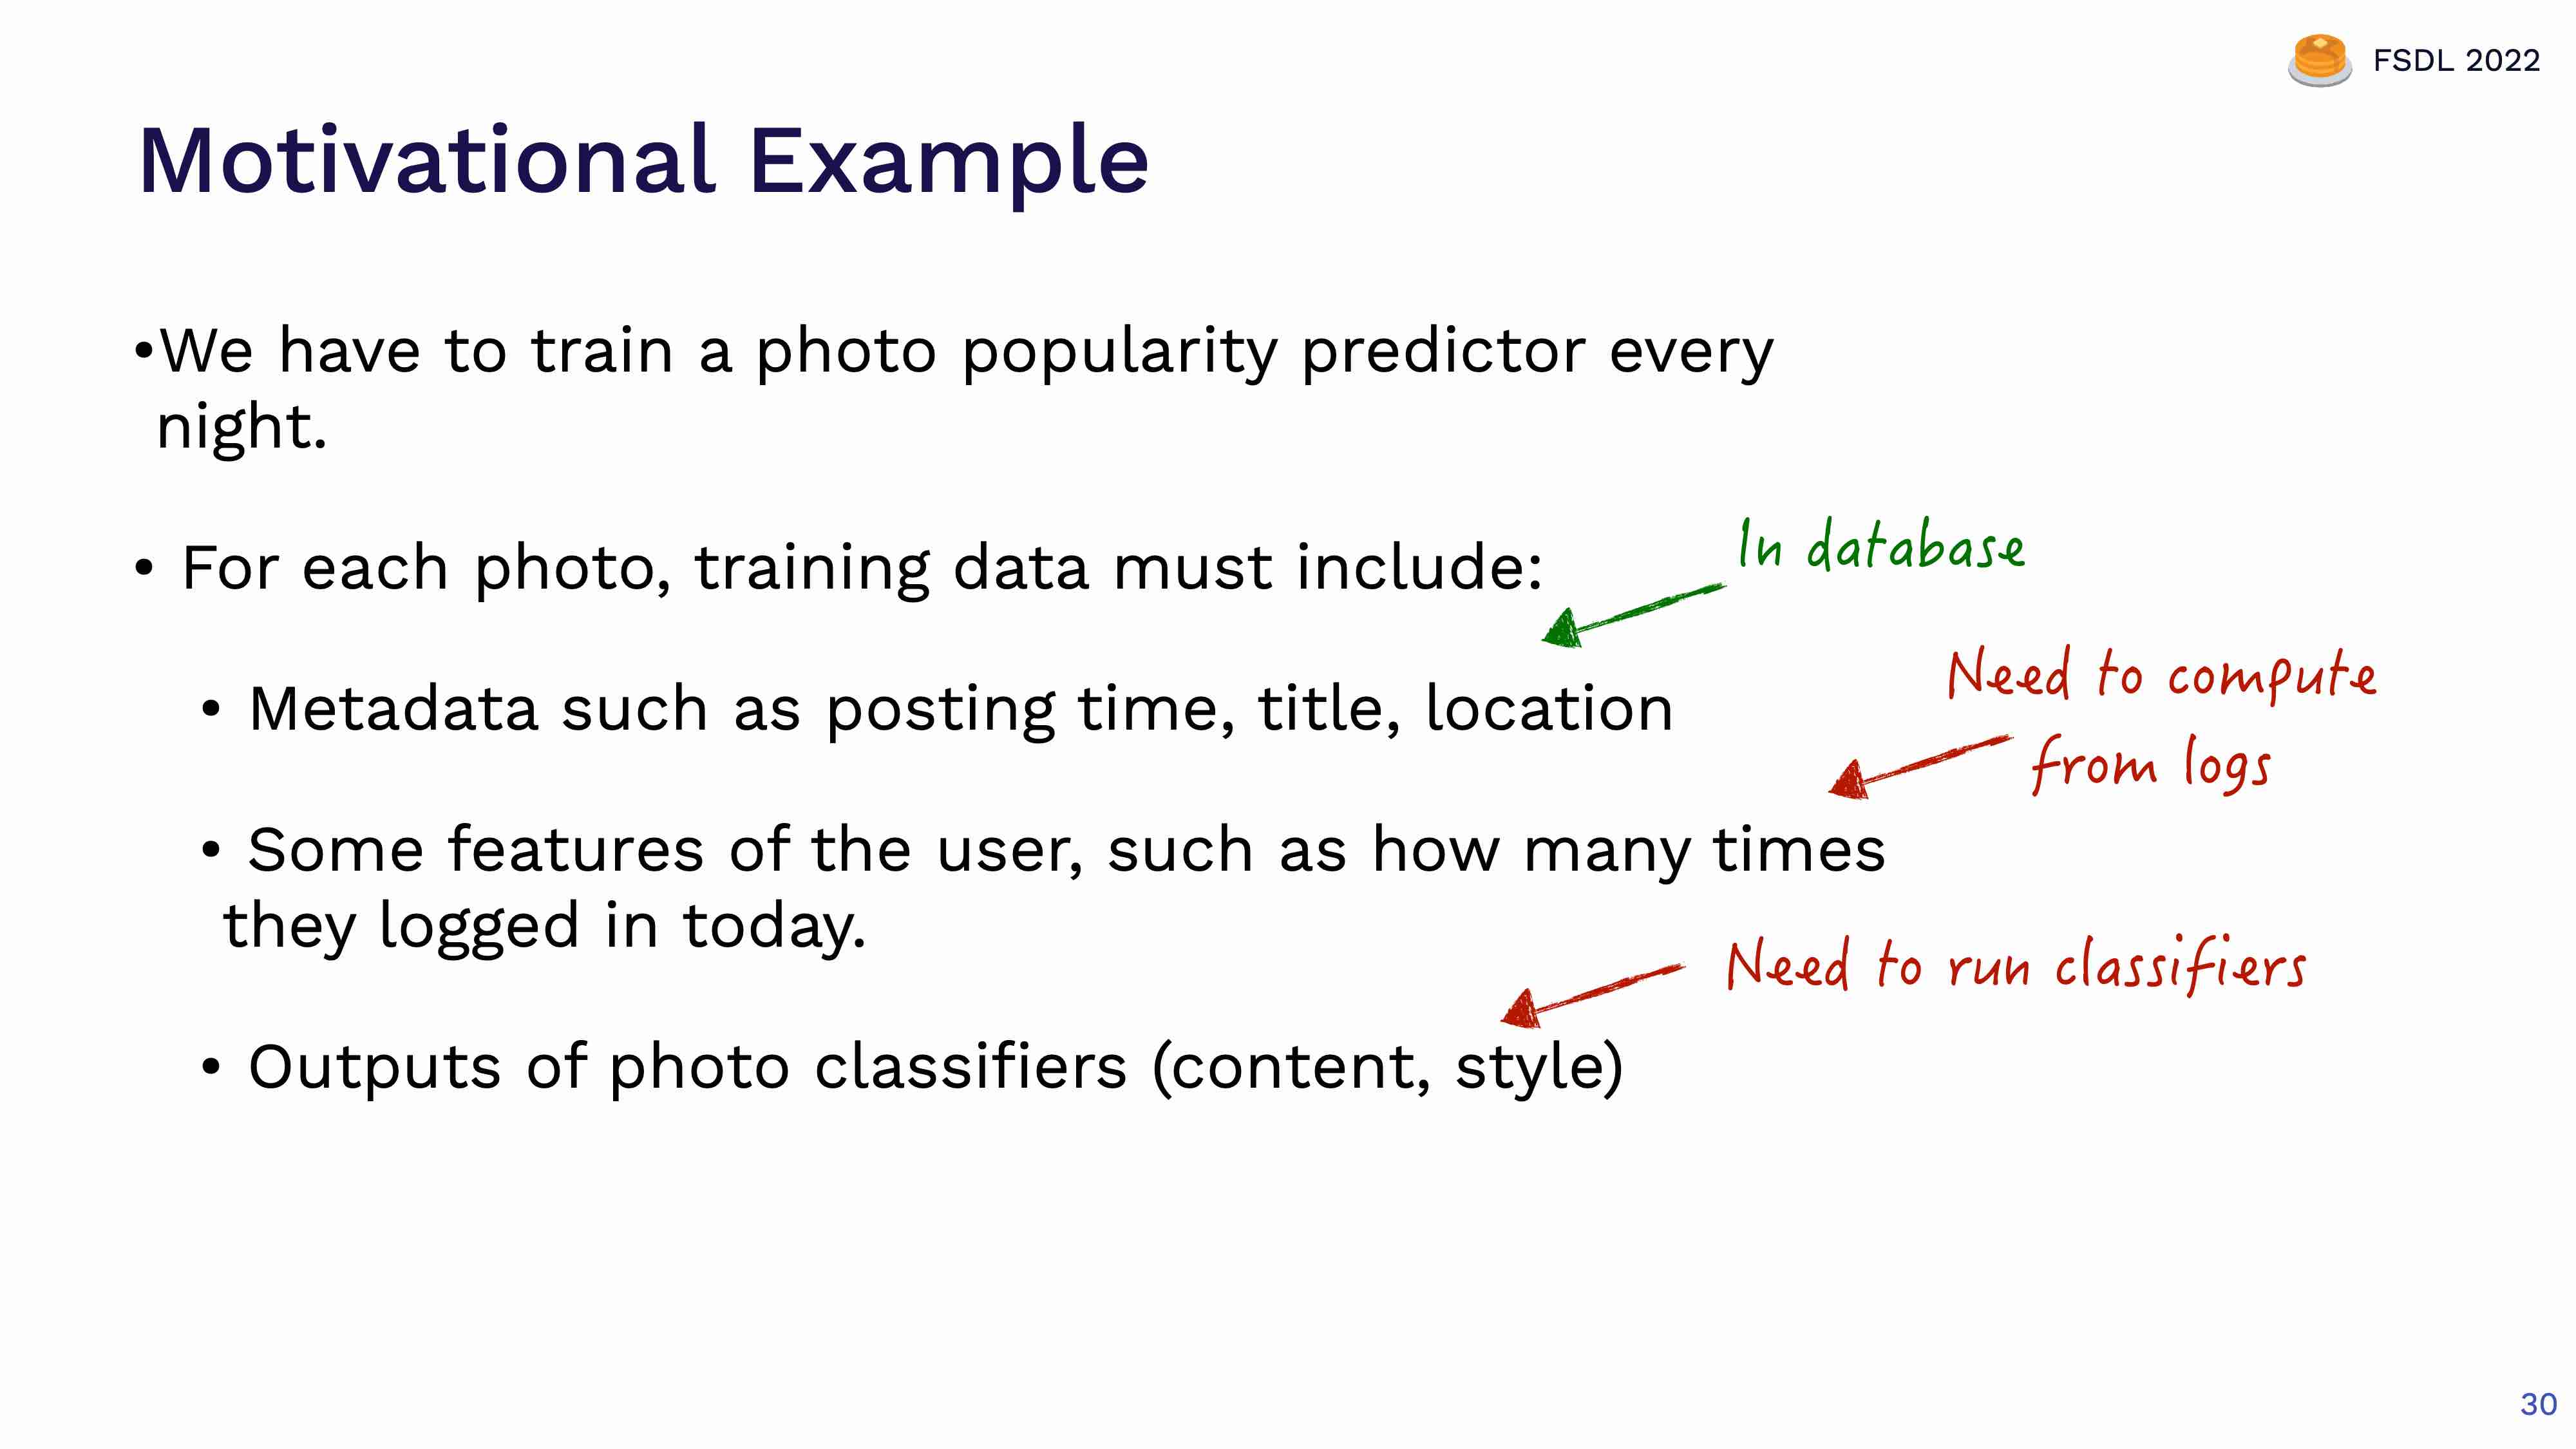 FSDL 2022
Motivational Example
•We have to train a photo popularity predictor every
night.
• For each photo, training data must include:
In database
• Metadata such as posting time, title, location
Need to compute
from logs
• Some features of the user, such as how many times
they logged in today.
Need to run classifiers
• Outputs of photo classifiers (content, style)
30